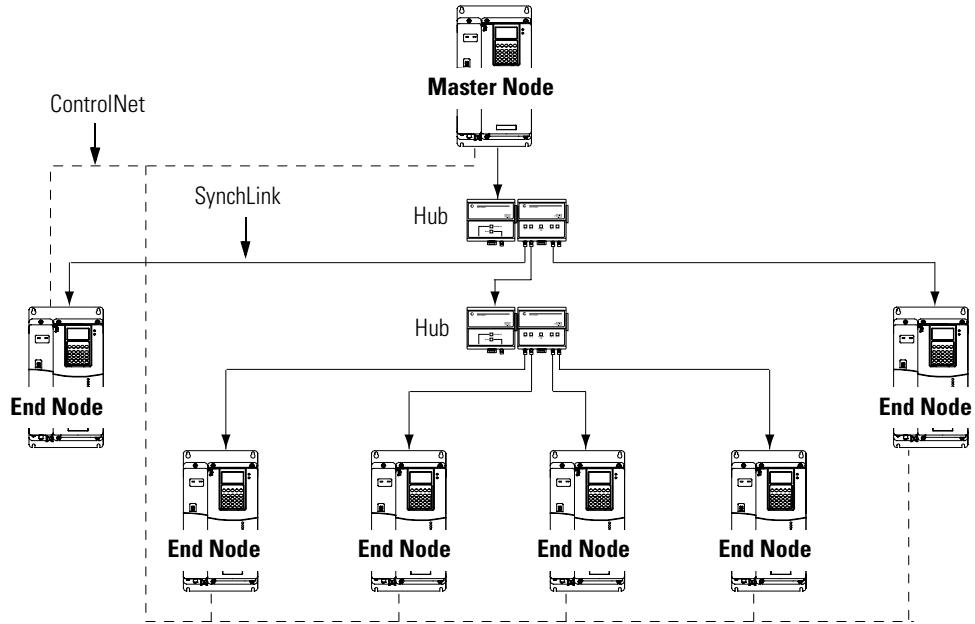 Master Node
ControlNet
SynchLink
Hub
Hub
End Node
End Node
End Node
End Node
End Node
End Node